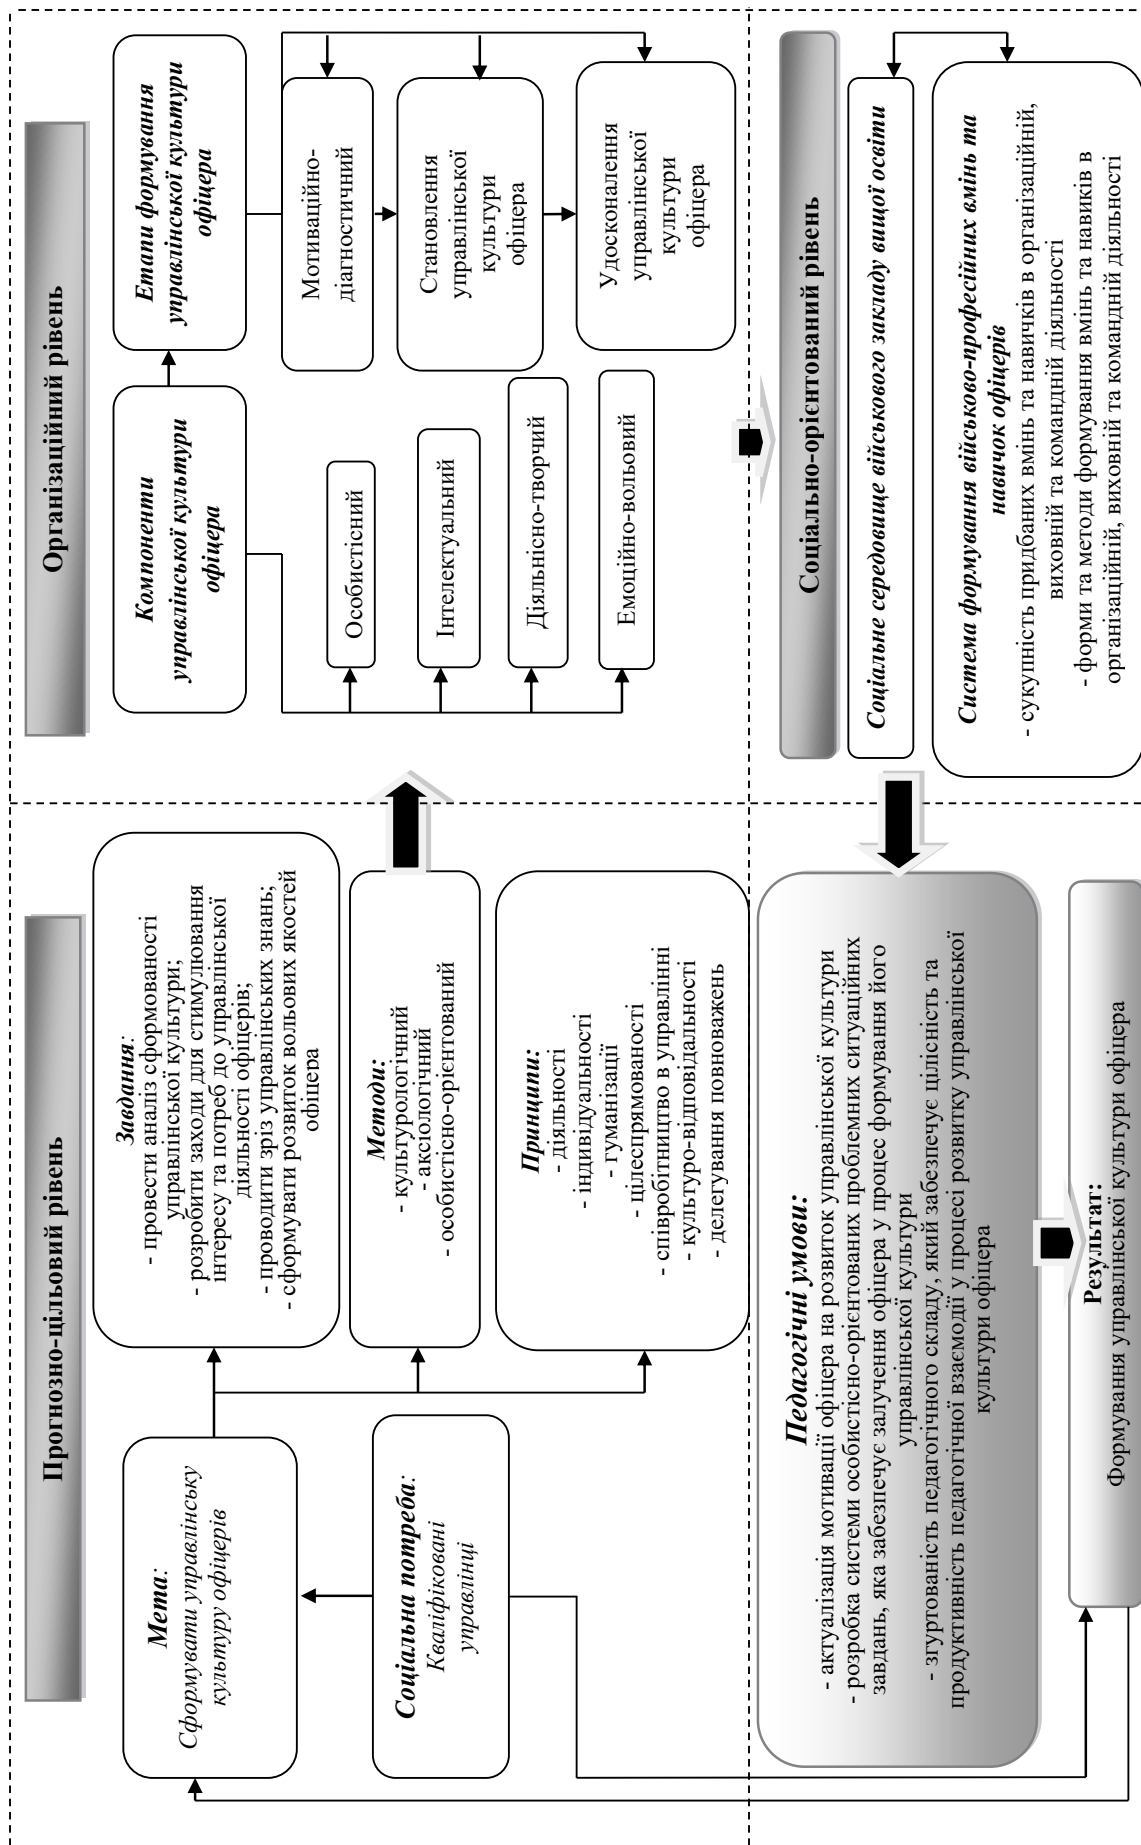 Прогнозно-цільовий рівень
Мета:
Сформувати управлінську
культуру офіцерів
Соціальна потреба:
Кваліфіковані
управлінці
Завдання:
- провести аналіз сформованості
управлінської культури;
- розробити заходи для стимулювання
інтересу та потреб до управлінської
діяльності офіцерів;
- проводити зріз управлінських знань;
- сформувати розвиток вольових якостей
офіцера
Методи:
- культурологічний
- аксіологічний
- особистісно-орієнтований
Принципи:
- діяльності
- індивідуальності
- гуманізації
- цілеспрямованості
- співробітництво в управлінні
- культуро-відповідальності
- делегування повноважень
Організаційний рівень
Компоненти
управлінської культури
офіцера
Етапи формування
управлінської культури
офіцера
Особистісний
Інтелектуальний
Діяльнісно-творчий
Емоційно-вольовий
Мотиваційно-
діагностичний
Становлення
управлінської
культури
офіцера
Удосконалення
управлінської
культури
офіцера
Педагогічні умови:
- актуалізація мотивації офіцера на розвиток управлінської культури
- розробка системи особистісно-орієнтованих проблемних ситуаційних
завдань, яка забезпечує залучення офіцера у процес формування його
управлінської культури
- згуртованість педагогічного складу, який забезпечує цілісність та
продуктивність педагогічної взаємодії у процесі розвитку управлінської
культури офіцера
Результат:
Формування управлінської культури офіцера
Соціально-орієнтований рівень
Соціальне середовище військового закладу вищої освіти
Система формування військово-професійних вмінь та
навичок офіцерів
- сукупність придбаних вмінь та навичків в організаційній,
виховній та командній діяльності
- форми та методи формування вмінь та навиків в
організаційній, виховній та командній діяльності